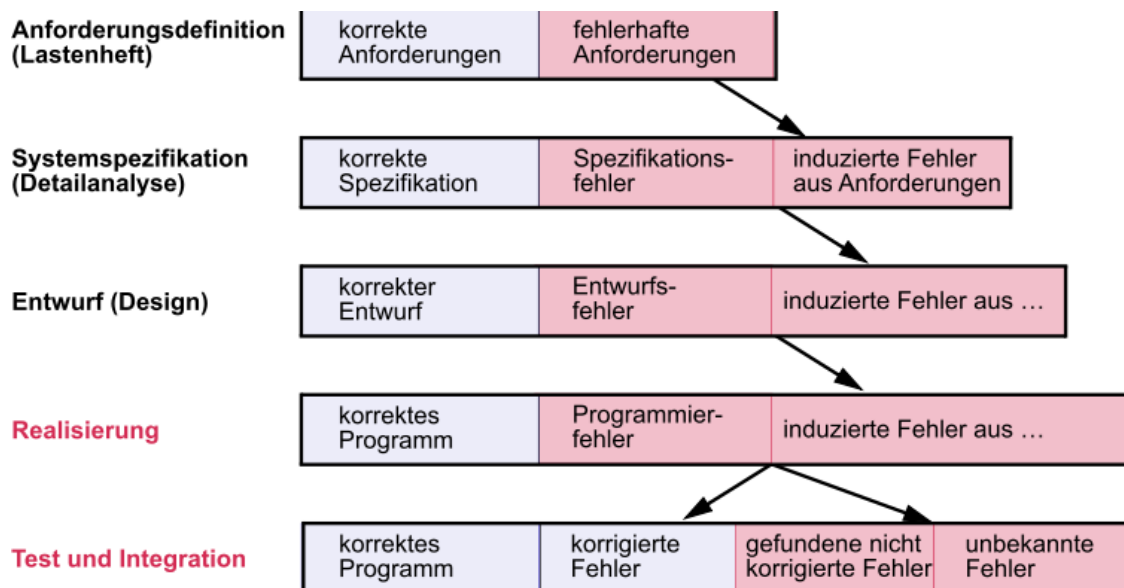 Anforderungsdefinition
(Lastenheft)
korrekte
Anforderungen
fehlerhafte
Anforderungen
Systemspezifikation
(Detailanalyse)
korrekte
Spezifikation
Spezifikations-
fehler
induzierte Fehler
aus Anforderungen
Entwurf (Design)
korrekter
Entwurf
Entwurfs-
fehler
induzierte Fehler aus …
Realisierung
korrektes
Programm
Programmier-
fehler
induzierte Fehler aus …
Test und Integration
korrektes
Programm
korrigierte
Fehler
gefundene nicht
korrigierte Fehler
unbekannte
Fehler